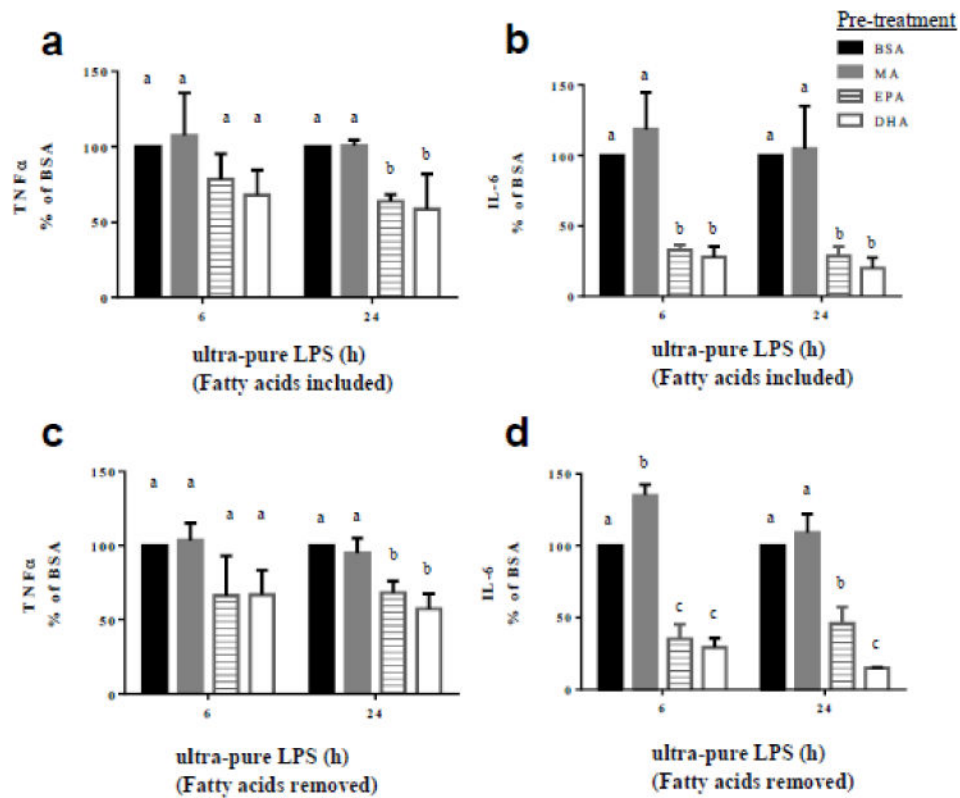 Pre-treatment
BSA
MA
EPA
DHA
a
TNFα
% of BSA
150
100
50
0
a a a a a a b b
6 24
ultra-pure LPS (h)
(Fatty acids included)
b
IL-6
% of BSA
150
100
50
0
a a b b a a b b
6 24
ultra-pure LPS (h)
(Fatty acids included)
c
TNFα
% of BSA
150
100
50
0
a a a a a a b b
6 24
ultra-pure LPS (h)
(Fatty acids removed)
d
IL-6
% of BSA
150
100
50
0
a b c c a a b c
6 24
ultra-pure LPS (h)
(Fatty acids removed)